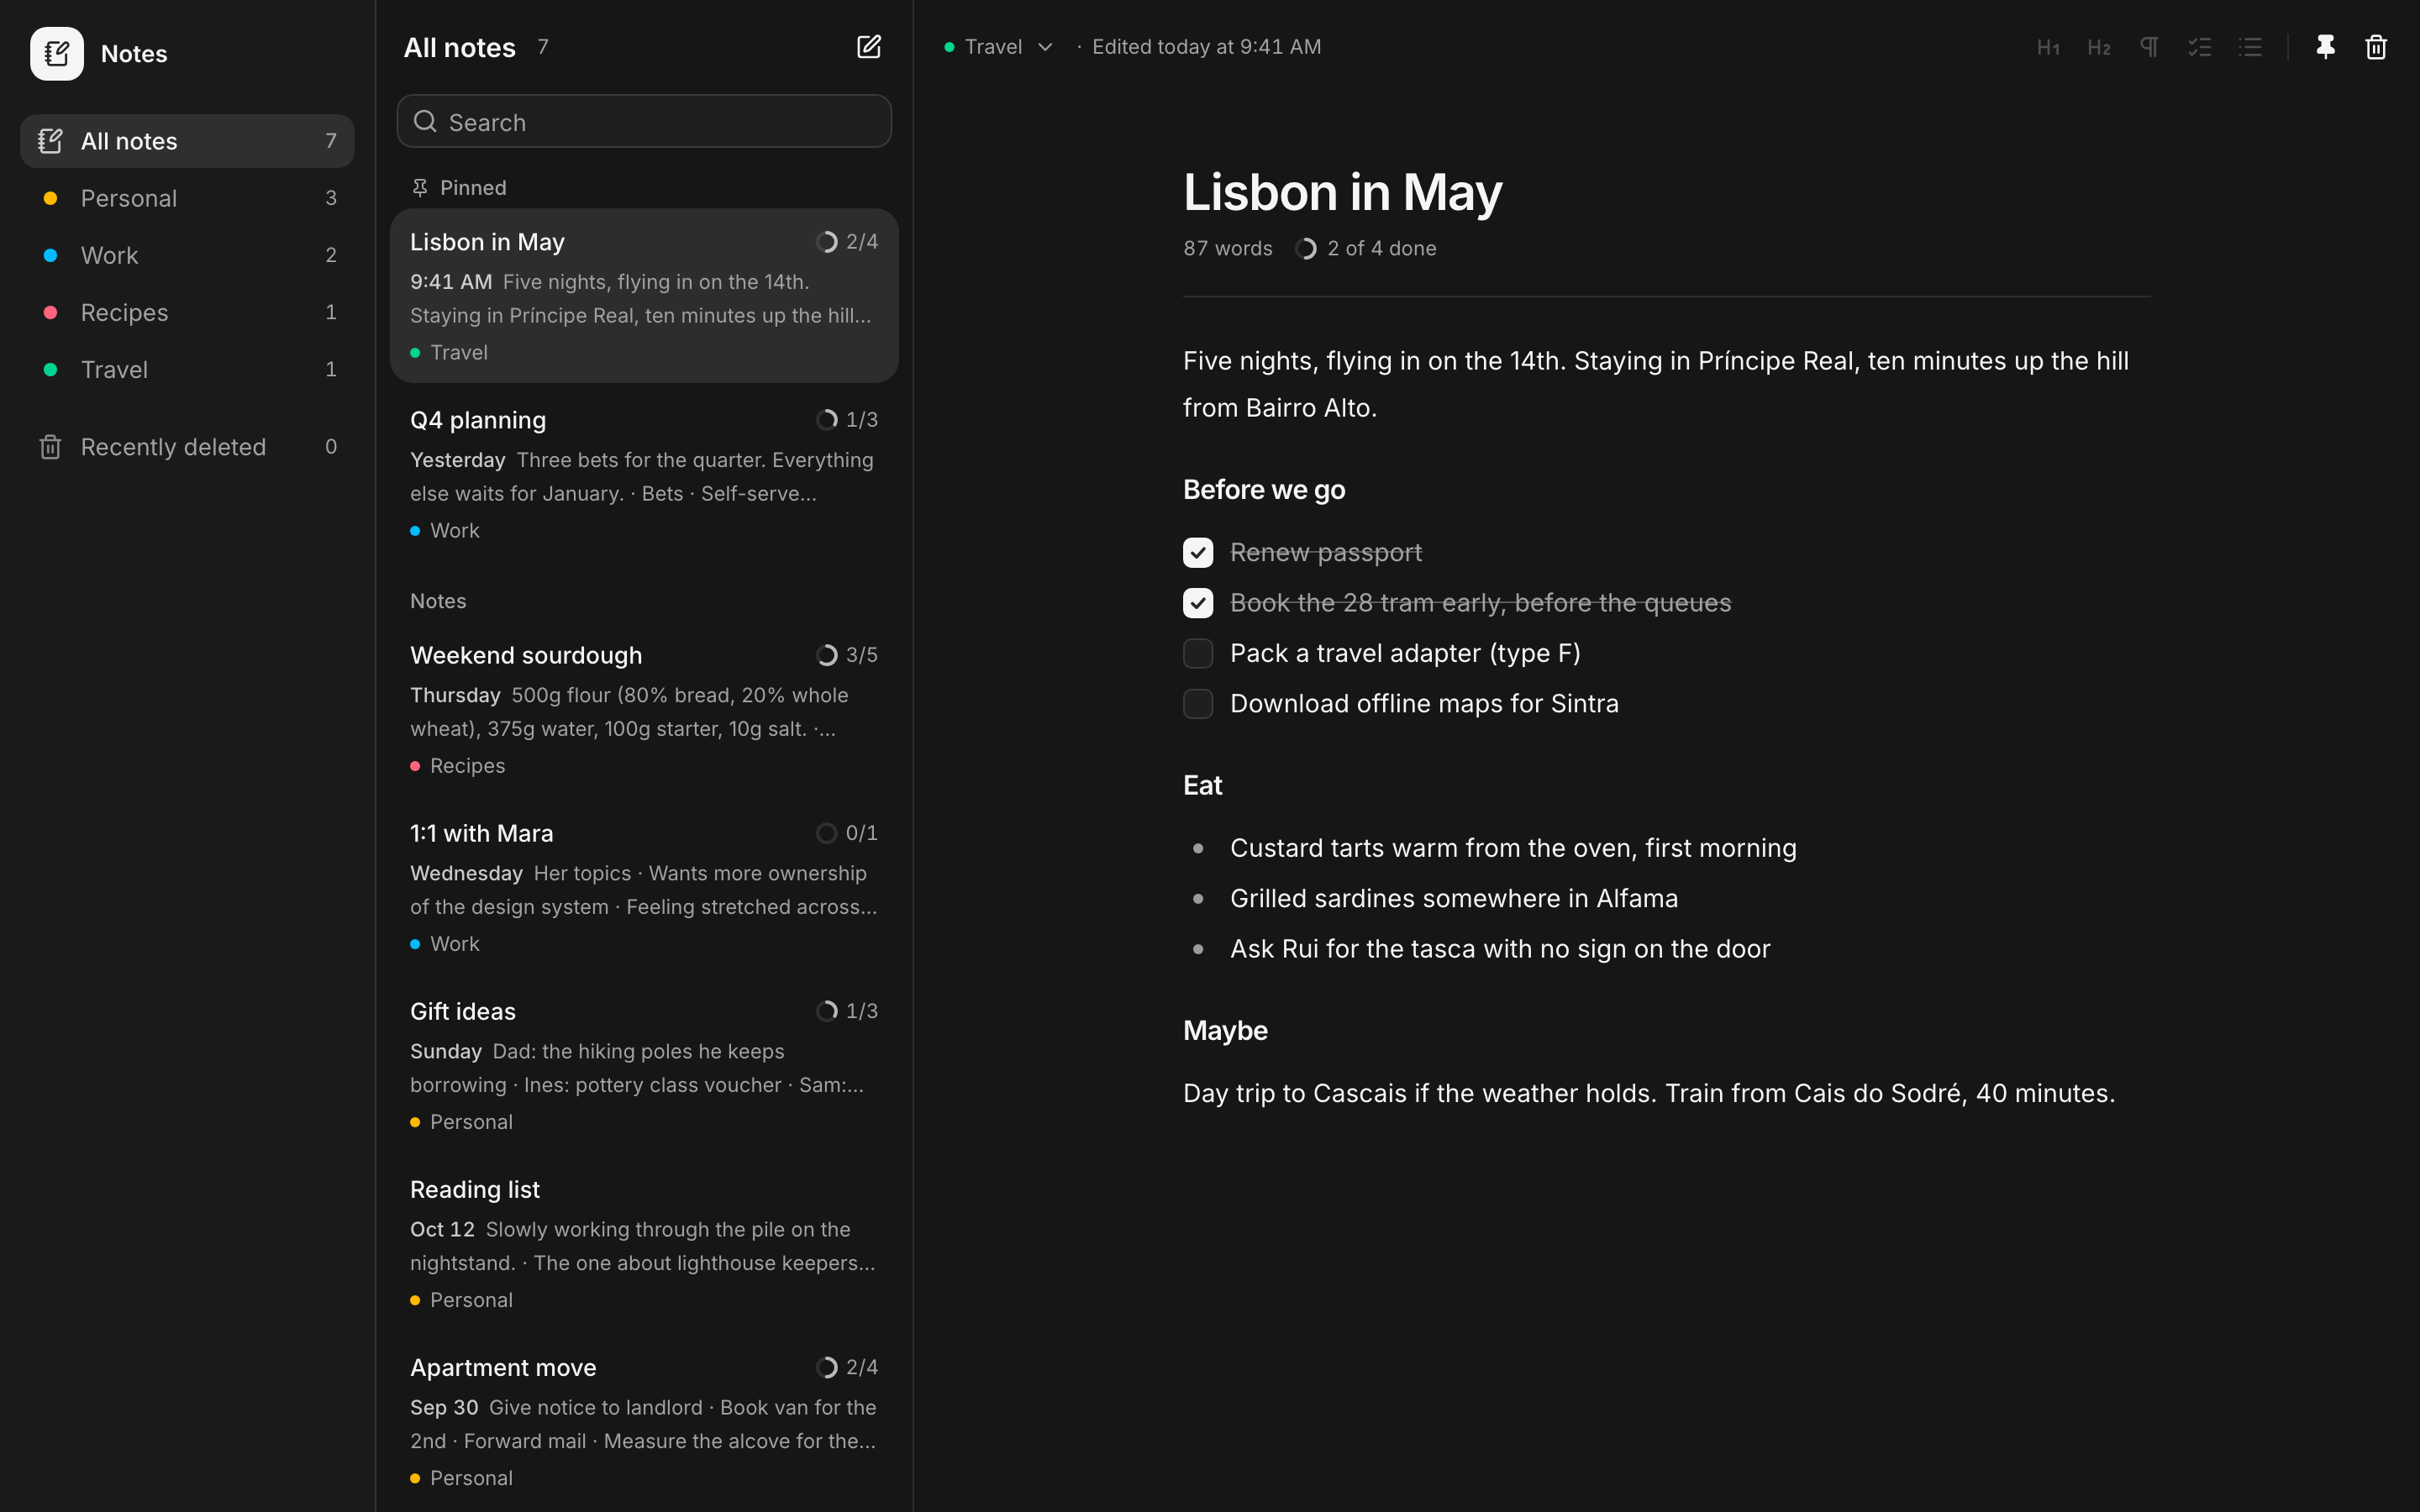 Notes
All notes 7
Personal 3
Work 2
Recipes 1
Travel 1
Recently deleted 0
All notes 7
Search
Pinned
Lisbon in May 2/4
9:41 AM Five nights, flying in on the 14th.
Staying in Príncipe Real, ten minutes up the hill...
Travel
Q4 planning 1/3
Yesterday Three bets for the quarter. Everything
else waits for January. · Bets · Self-serve...
Work
Notes
Weekend sourdough 3/5
Thursday 500g flour (80% bread, 20% whole
wheat), 375g water, 100g starter, 10g salt. ·...
Recipes
1:1 with Mara 0/1
Wednesday Her topics · Wants more ownership
of the design system · Feeling stretched across...
Work
Gift ideas 1/3
Sunday Dad: the hiking poles he keeps
borrowing · Ines: pottery class voucher · Sam:...
Personal
Reading list
Oct 12 Slowly working through the pile on the
nightstand. · The one about lighthouse keepers...
Personal
Apartment move 2/4
Sep 30 Give notice to landlord · Book van for the
2nd · Forward mail · Measure the alcove for the...
Personal
Travel · Edited today at 9:41 AM
H1 H2
Lisbon in May
87 words 2 of 4 done
Five nights, flying in on the 14th. Staying in Príncipe Real, ten minutes up the hill
from Bairro Alto.
Before we go
Renew passport
Book the 28 tram early, before the queues
Pack a travel adapter (type F)
Download offline maps for Sintra
Eat
Custard tarts warm from the oven, first morning
Grilled sardines somewhere in Alfama
Ask Rui for the tasca with no sign on the door
Maybe
Day trip to Cascais if the weather holds. Train from Cais do Sodré, 40 minutes.